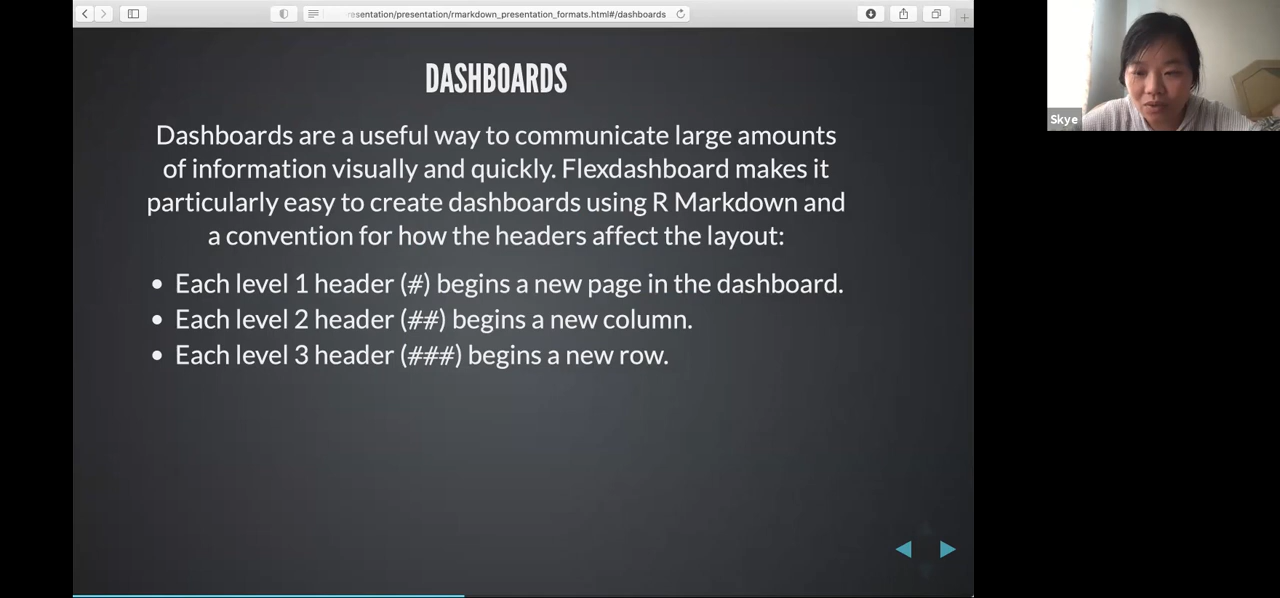 esentation/presentation/rmarkdown_presentation_formats.html#/dashboards
DASHBOARDS
Dashboards are a useful way to communicate large amounts
of information visually and quickly. Flexdashboard makes it
particularly easy to create dashboards using R Markdown and
a convention for how the headers affect the layout:
• Each level 1 header (#) begins a new page in the dashboard.
• Each level 2 header (##) begins a new column.
• Each level 3 header (###) begins a new row.
Skye